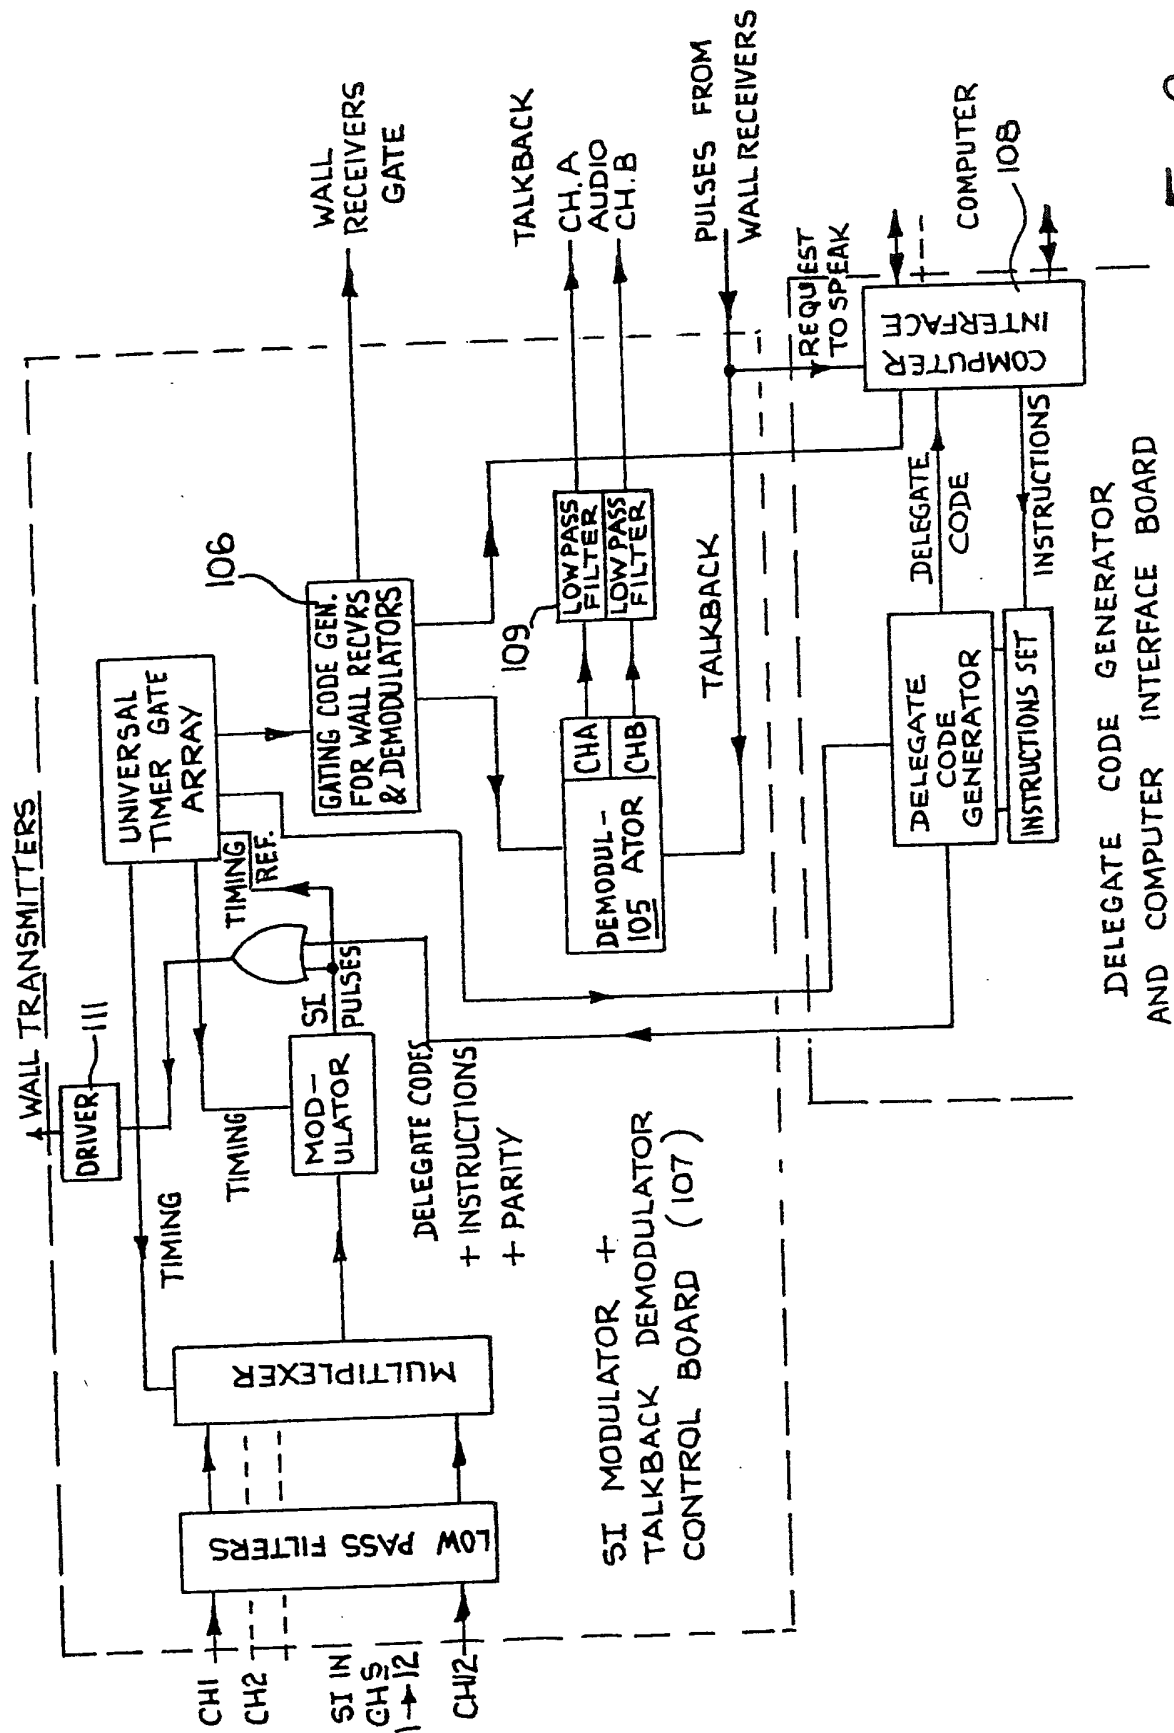 WALL TRANSMITTERS
DRIVER
111
TIMING
UNIVERSAL
TIMER GATE
ARRAY
TIMING
TIMING
REF.
106
GATING CODE GEN.
FOR WALL RECVRS
& DEMODULATORS
WALL
RECEIVERS
GATE
CH1
CH2
SI IN
CHS
1→12
CH12
LOW PASS FILTERS
MULTIPLEXER
MOD-
ULATOR
SI
PULSES
DELEGATE CODES
+ INSTRUCTIONS
+ PARITY
DEMODUL-
105 ATOR
CHA
CHB
109
LOW PASS
FILTER
LOW PASS
FILTER
TALKBACK
CH.A
AUDIO
CH.B
TALKBACK
PULSES FROM
WALL RECEIVERS
SI MODULATOR +
TALKBACK DEMODULATOR
CONTROL BOARD (107)
REQUEST
TO SPEAK
DELEGATE
CODE
GENERATOR
INSTRUCTIONS SET
DELEGATE
CODE
INSTRUCTIONS
COMPUTER
INTERFACE
COMPUTER
108
DELEGATE CODE GENERATOR
AND COMPUTER INTERFACE BOARD